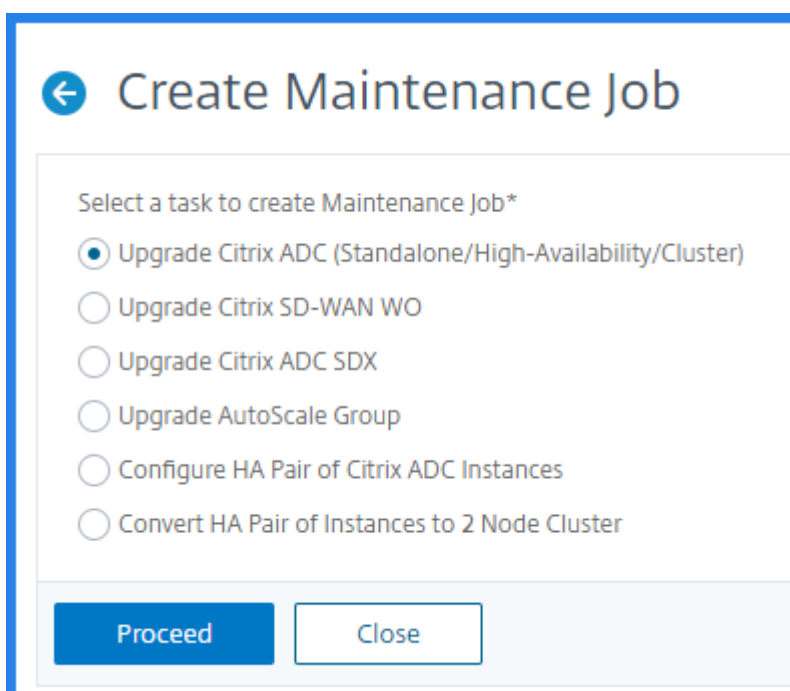 Create Maintenance Job
Select a task to create Maintenance Job*
Upgrade Citrix ADC (Standalone/High-Availability/Cluster)
Upgrade Citrix SD-WAN WO
Upgrade Citrix ADC SDX
Upgrade AutoScale Group
Configure HA Pair of Citrix ADC Instances
Convert HA Pair of Instances to 2 Node Cluster
Proceed
Close